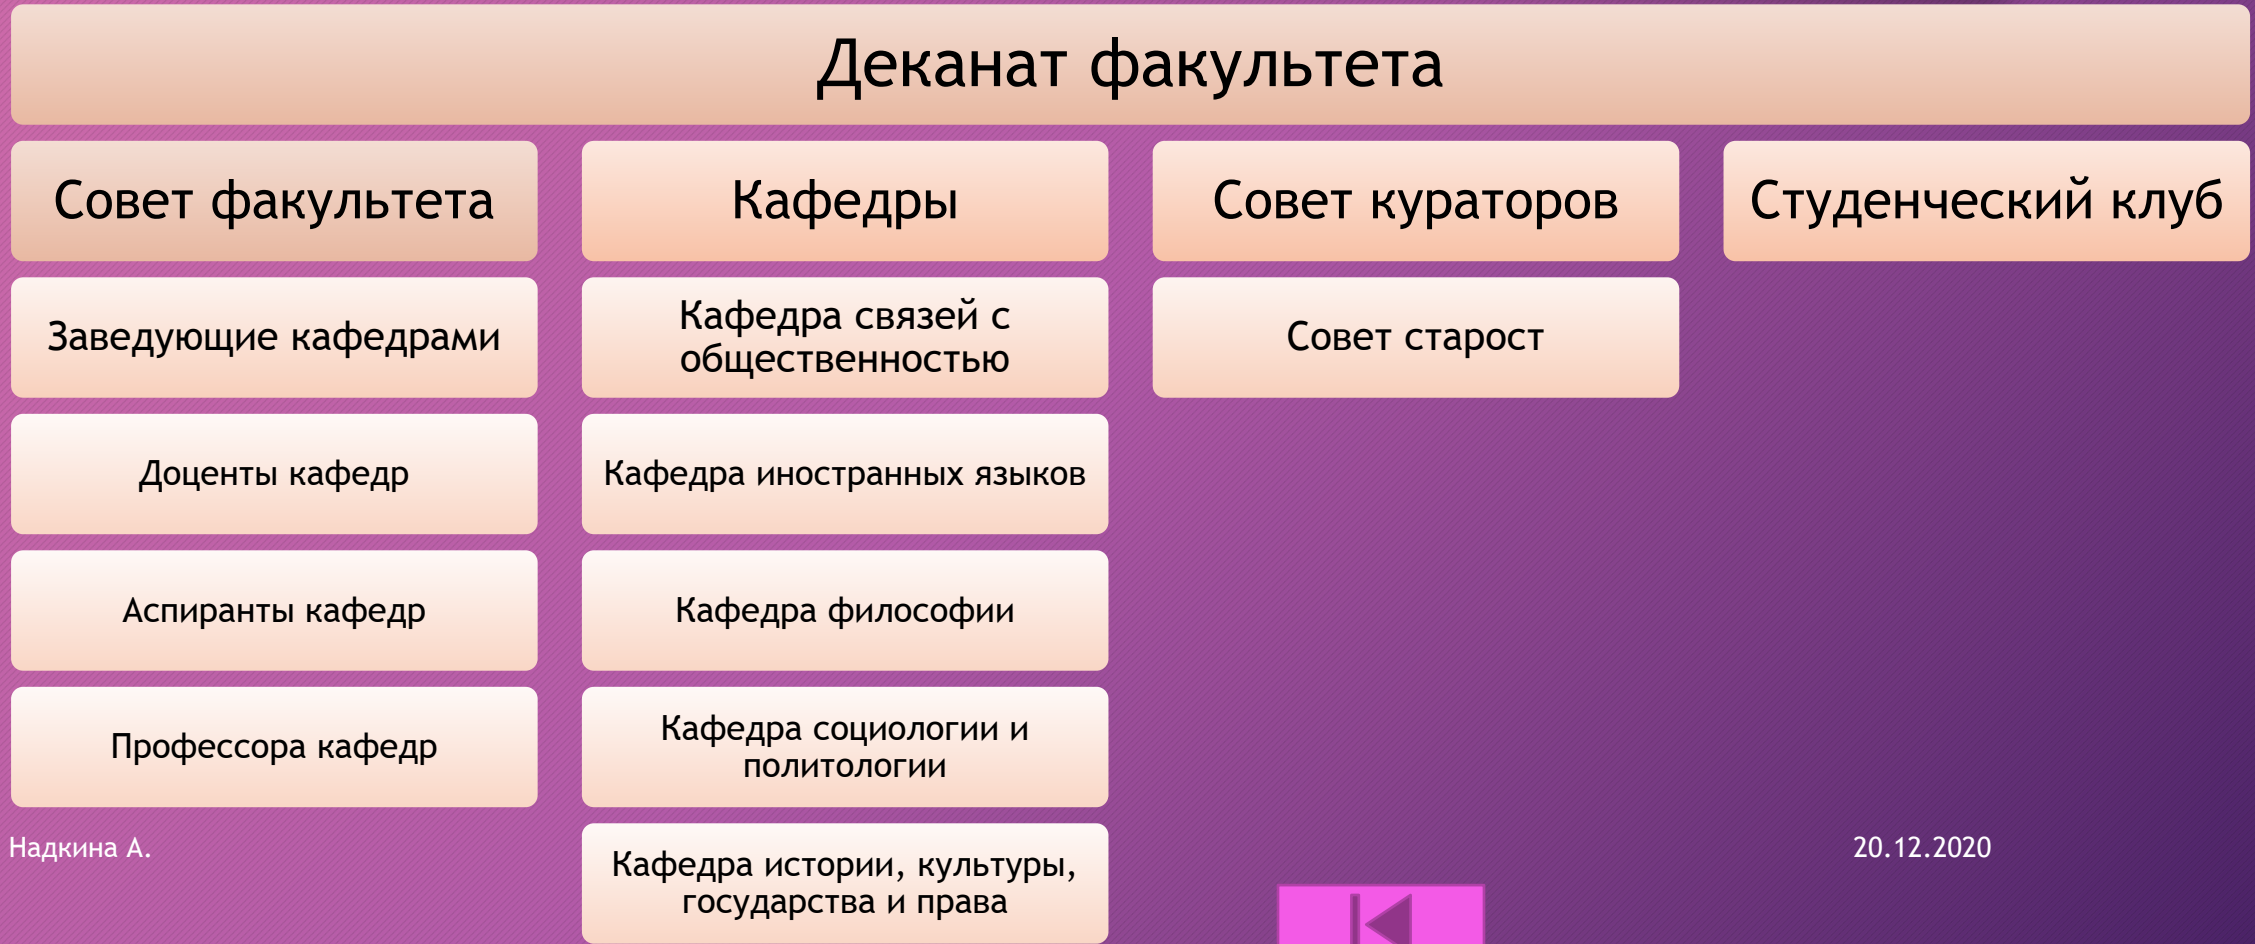 Деканат факультета
Совет факультета
Кафедры
Совет кураторов
Студенческий клуб
Заведующие кафедрами
Кафедра связей с
общественностью
Совет старост
Доценты кафедр
Кафедра иностранных языков
Аспиранты кафедр
Кафедра философии
Профессора кафедр
Кафедра социологии и
политологии
Кафедра истории, культуры,
государства и права
Надкина А.
20.12.2020